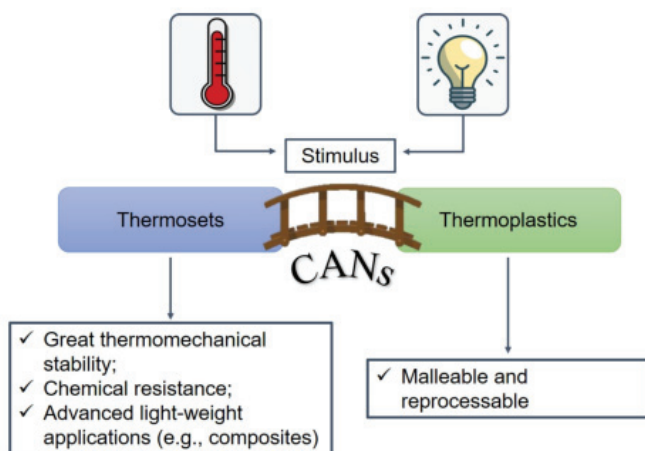 Stimulus
Thermosets
Thermoplastics
CANs
✓ Great thermomechanical
stability;
✓ Chemical resistance;
✓ Advanced light-weight
applications (e.g., composites)
✓ Malleable and
reprocessable